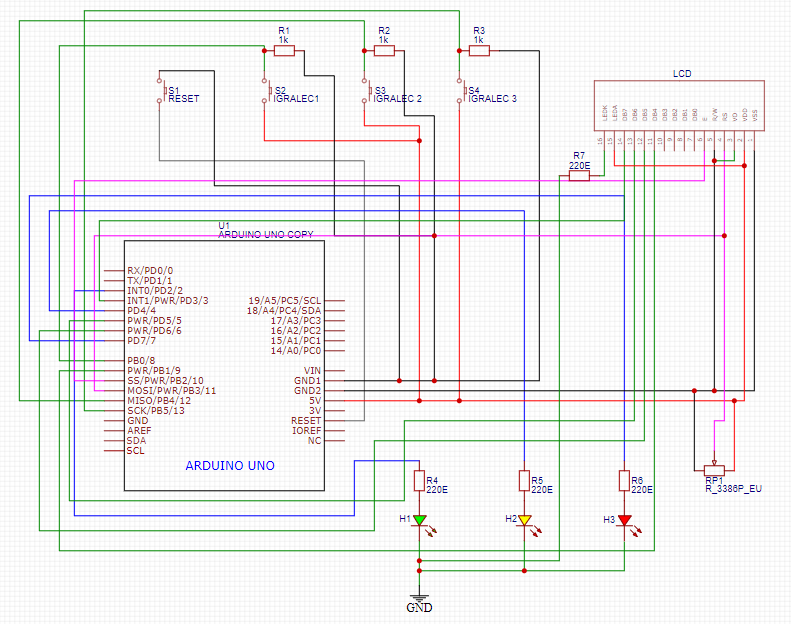 R1
1k
R2
1k
R3
1k
S1
RESET
S2
IGRALEC1
S3
IGRALEC 2
S4
IGRALEC 3
LCD
LEDK
LEDA
DB7
DB6
DB5
DB4
DB3
DB2
DB1
DB0
E
R/W
RS
VO
VDD
VSS
16
15
14
13
12
11
10
9
8
7
6
5
4
3
2
1
R7
220E
U1
ARDUINO UNO COPY
RX/PD0/0
TX/PD1/1
INT0/PD2/2
INT1/PWR/PD3/3
PD4/4
PWR/PD5/5
PWR/PD6/6
PD7/7
PB0/8
PWR/PB1/9
SS/PWR/PB2/10
MOSI/PWR/PB3/11
MISO/PB4/12
SCK/PB5/13
GND
AREF
SDA
SCL
19/A5/PC5/SCL
18/A4/PC4/SDA
17/A3/PC3
16/A2/PC2
15/A1/PC1
14/A0/PC0
VIN
GND1
GND2
5V
3V
RESET
IOREF
NC
ARDUINO UNO
R4
220E
R5
220E
R6
220E
RP1
R_3386P_EU
H1
H2
H3
GND